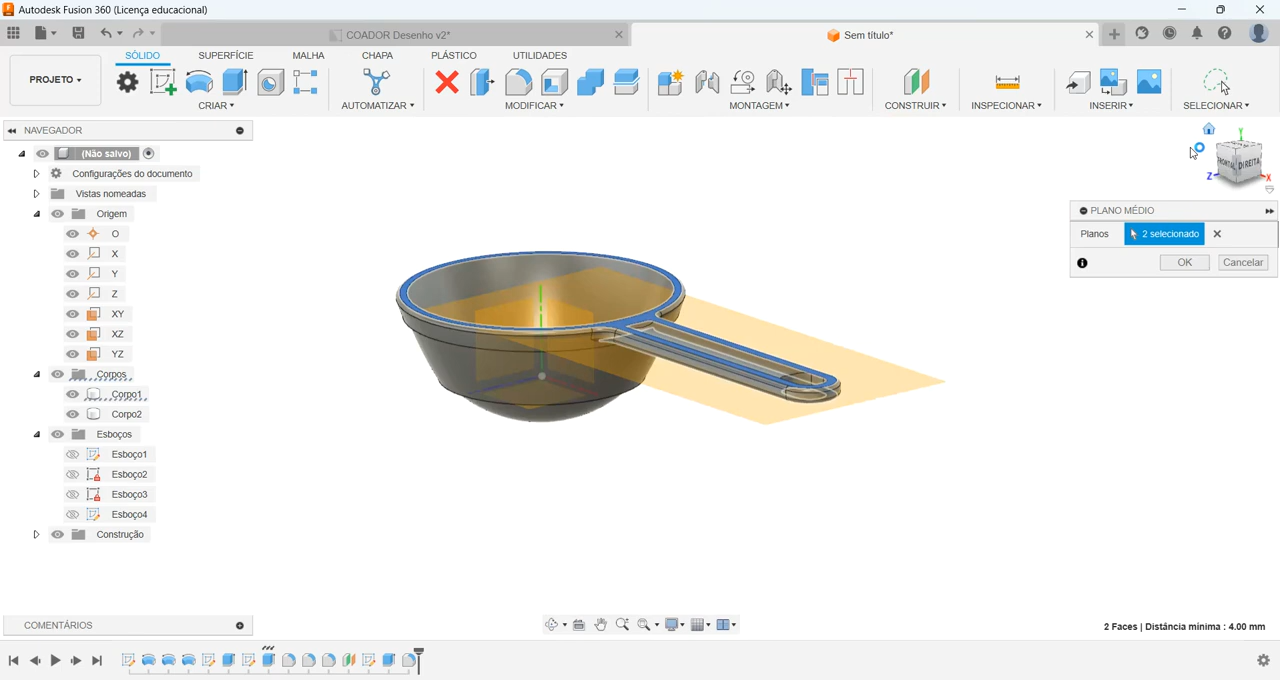 Autodesk Fusion 360 (Licença educacional)
COADOR Desenho v2*
Sem título*
SÓLIDO SUPERFÍCIE MALHA CHAPA PLÁSTICO UTILIDADES
PROJETO
CRIAR AUTOMATIZAR MODIFICAR MONTAGEM CONSTRUIR INSPECIONAR INSERIR SELECIONAR
NAVEGADOR
(Não salvo)
Configurações do documento
Vistas nomeadas
Origem
O
X
Y
Z
XY
XZ
YZ
Corpos
Corpo1
Corpo2
Esboços
Esboço1
Esboço2
Esboço3
Esboço4
Construção
Y
FRONTAL DIREITA
Z X
PLANO MÉDIO
Planos 2 selecionado
OK Cancelar
COMENTÁRIOS
2 Faces | Distância mínima : 4.00 mm